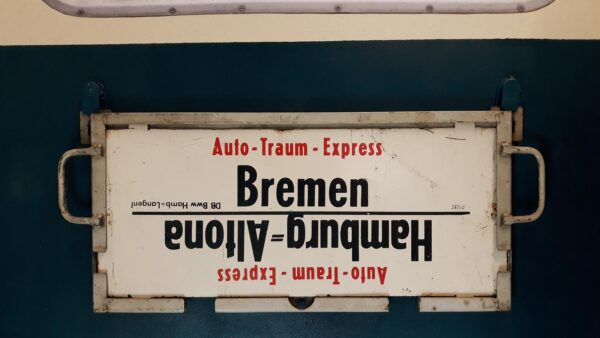 Auto-Traum-Express
Bremen
DB Bww Hamb=Langenf
Hamburg=Altona
Auto-Traum-Express